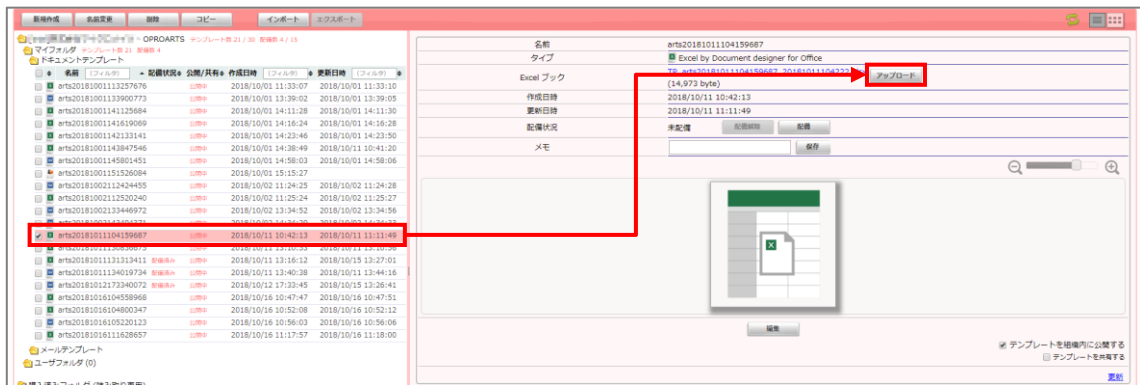 新規作成 名前変更 削除 コピー インポート エクスポート
- OPROARTS テンプレート数 21 / 30 配備数 4 / 15
マイフォルダ テンプレート数 21 配備数 4
ドキュメントテンプレート
名前 (フィルタ) 配備状況 公開/共有 作成日時 (フィルタ) 更新日時 (フィルタ)
arts20181001113257676 公開中 2018/10/01 11:33:07 2018/10/01 11:33:10
arts20181001133900773 公開中 2018/10/01 13:39:02 2018/10/01 13:39:05
arts20181001141125684 公開中 2018/10/01 14:11:28 2018/10/01 14:11:30
arts20181001141619069 公開中 2018/10/01 14:16:24 2018/10/01 14:16:28
arts20181001142133141 公開中 2018/10/01 14:23:46 2018/10/01 14:23:50
arts20181001143847546 公開中 2018/10/01 14:38:49 2018/10/11 10:41:20
arts20181001145801451 公開中 2018/10/01 14:58:03 2018/10/01 14:58:06
arts20181001151526084 公開中 2018/10/01 15:15:27
arts20181002112424455 公開中 2018/10/02 11:24:25 2018/10/02 11:24:28
arts20181002112520240 公開中 2018/10/02 11:25:24 2018/10/02 11:25:27
arts20181002133446972 公開中 2018/10/02 13:34:52 2018/10/02 13:34:56
arts20181011104159687 公開中 2018/10/11 10:42:13 2018/10/11 11:11:49
arts20181011131313411 配備済み 公開中 2018/10/11 13:16:12 2018/10/15 13:27:01
arts20181011134019734 配備済み 公開中 2018/10/11 13:40:38 2018/10/11 13:44:16
arts20181012173340072 配備済み 公開中 2018/10/12 17:33:45 2018/10/15 13:26:41
arts20181016104558968 公開中 2018/10/16 10:47:47 2018/10/16 10:47:51
arts20181016104800347 公開中 2018/10/16 10:52:08 2018/10/16 10:52:12
arts20181016105220123 公開中 2018/10/16 10:56:03 2018/10/16 10:56:06
arts20181016111628657 公開中 2018/10/16 11:17:57 2018/10/16 11:18:00
メールテンプレート
ユーザフォルダ (0)
名前 arts20181011104159687
タイプ Excel by Document designer for Office
Excel ブック TP_arts20181011104159687_20181011104222 アップロード
(14,973 byte)
作成日時 2018/10/11 10:42:13
更新日時 2018/10/11 11:11:49
配備状況 未配備 配備解除 配備
メモ 保存
編集
テンプレートを組織内に公開する
テンプレートを共有する
更新